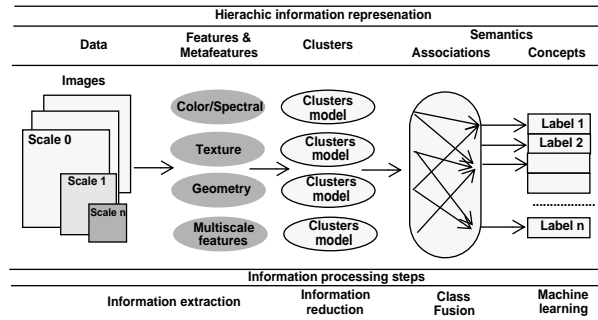 Hierachic information represenation
Data
Features & Metafeatures
Clusters
Semantics
Associations
Concepts
Images
Scale 0
Scale 1
Scale n
Color/Spectral
Texture
Geometry
Multiscale
features
Clusters
model
Clusters
model
Clusters
model
Clusters
model
Label 1
Label 2
Label n
Information processing steps
Information extraction
Information
reduction
Class
Fusion
Machine
learning